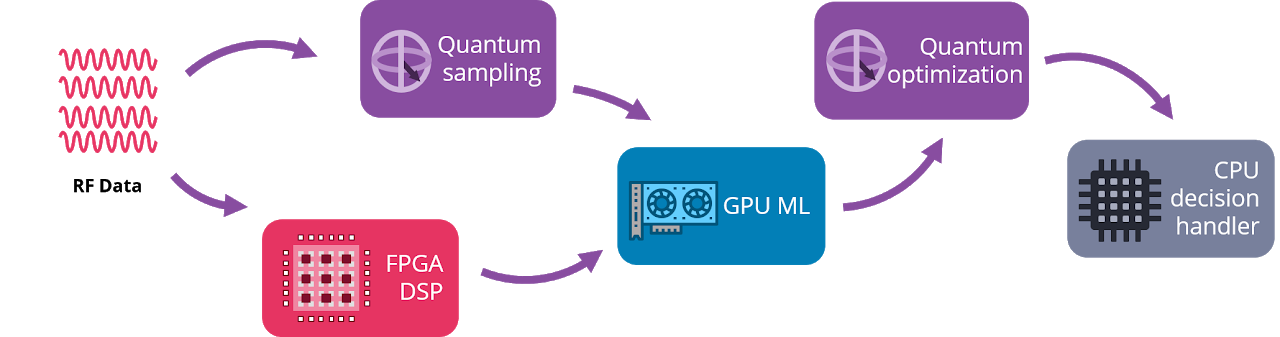 RF Data
Quantum
sampling
FPGA
DSP
GPU ML
Quantum
optimization
CPU
decision
handler